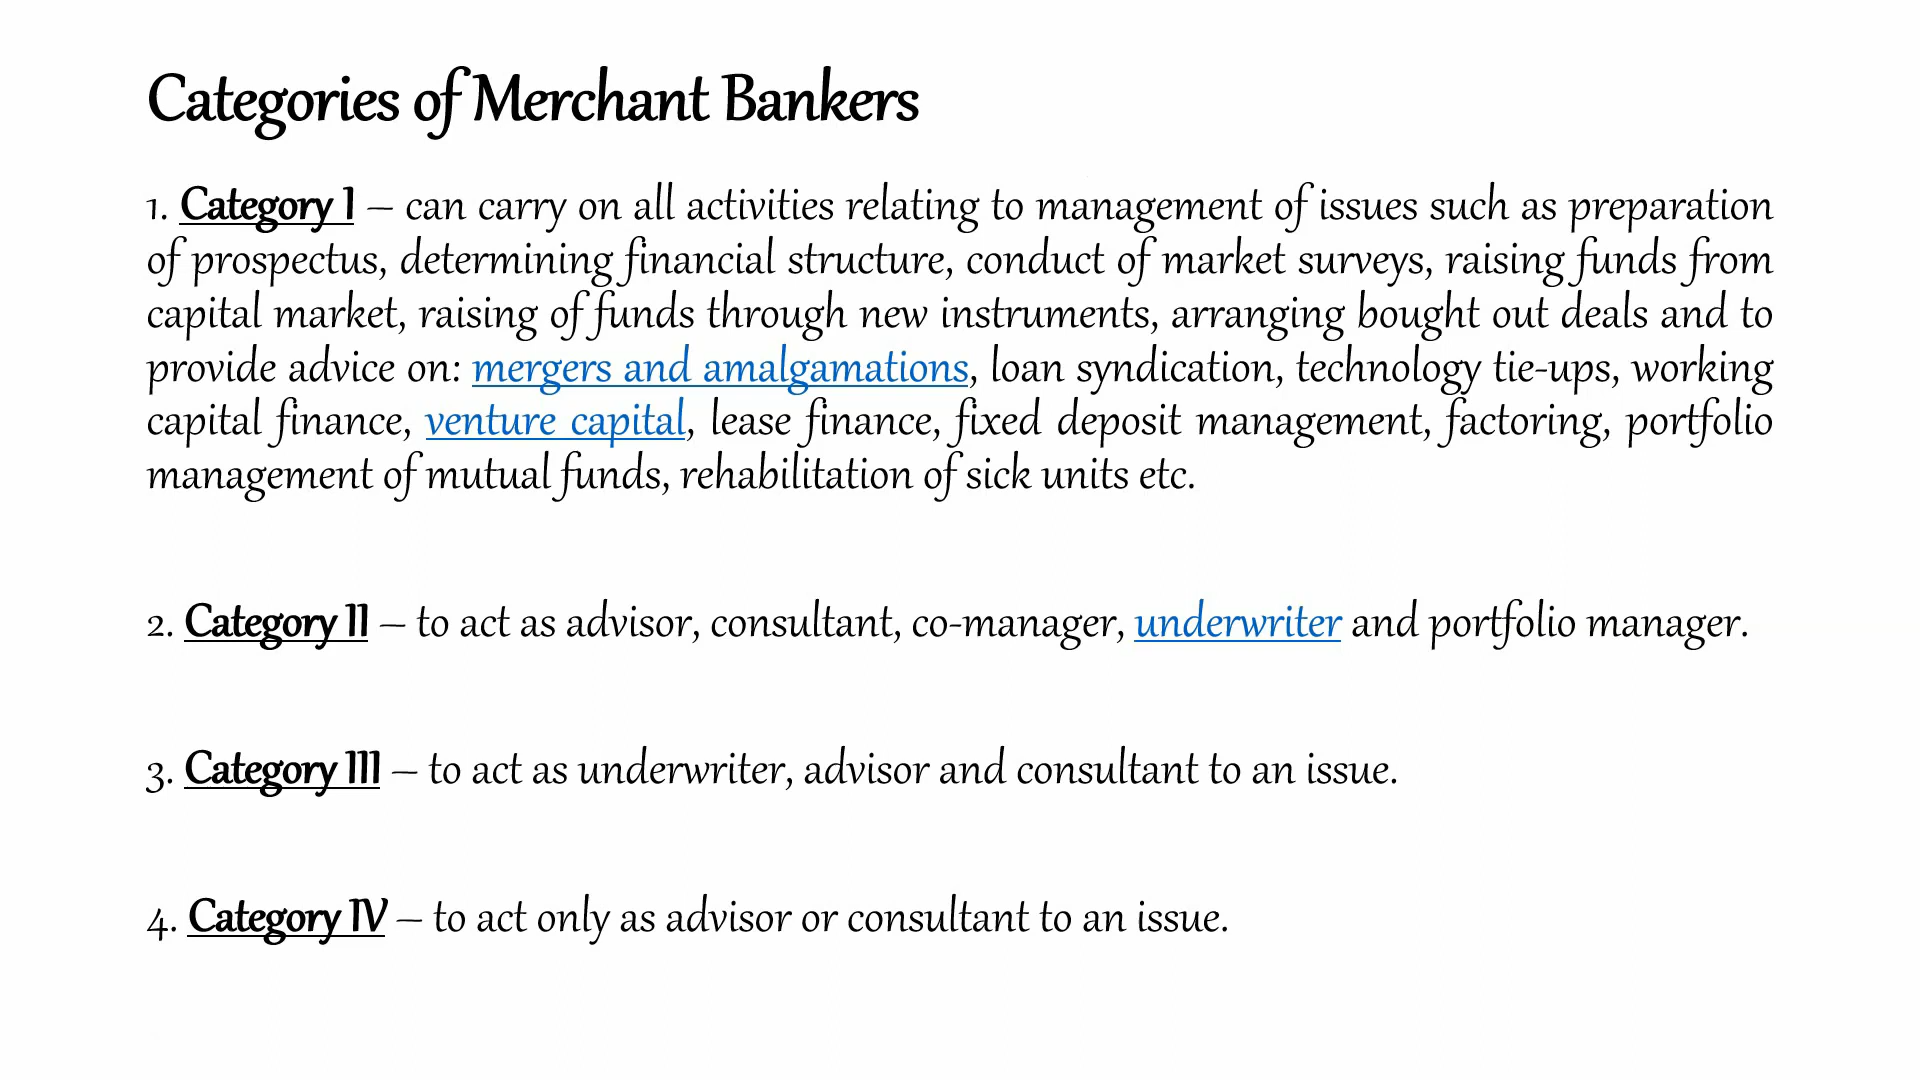 Categories of Merchant Bankers
1. Category I – can carry on all activities relating to management of issues such as preparation
of prospectus, determining financial structure, conduct of market surveys, raising funds from
capital market, raising of funds through new instruments, arranging bought out deals and to
provide advice on: mergers and amalgamations, loan syndication, technology tie-ups, working
capital finance, venture capital, lease finance, fixed deposit management, factoring, portfolio
management of mutual funds, rehabilitation of sick units etc.
2. Category II – to act as advisor, consultant, co-manager, underwriter and portfolio manager.
3. Category III – to act as underwriter, advisor and consultant to an issue.
4. Category IV – to act only as advisor or consultant to an issue.